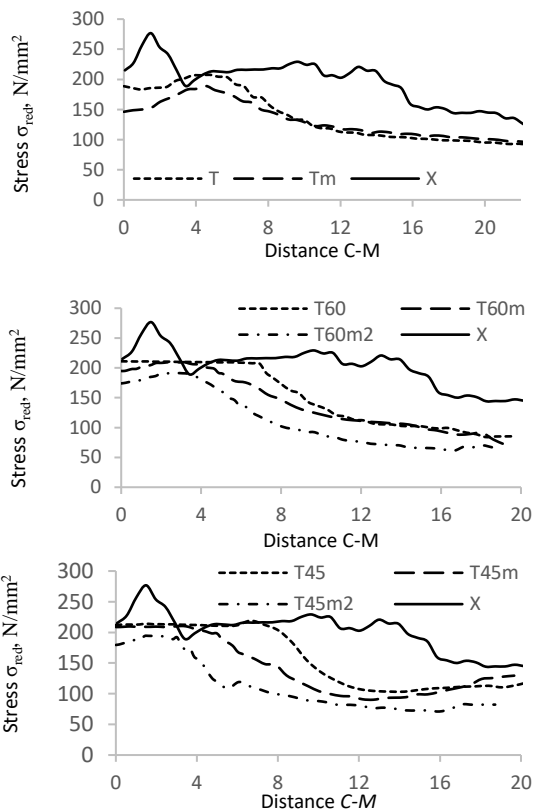 300
250
200
150
100
50
0
Stress σred, N/mm²
T Tm X
0 4 8 12 16 20
Distance C-M
T60 T60m
T60m2 X
300
250
200
150
100
50
0
Stress σred, N/mm²
0 4 8 12 16 20
Distance C-M
T45 T45m
T45m2 X
300
250
200
150
100
50
0
Stress σred, N/mm²
0 4 8 12 16 20
Distance C-M